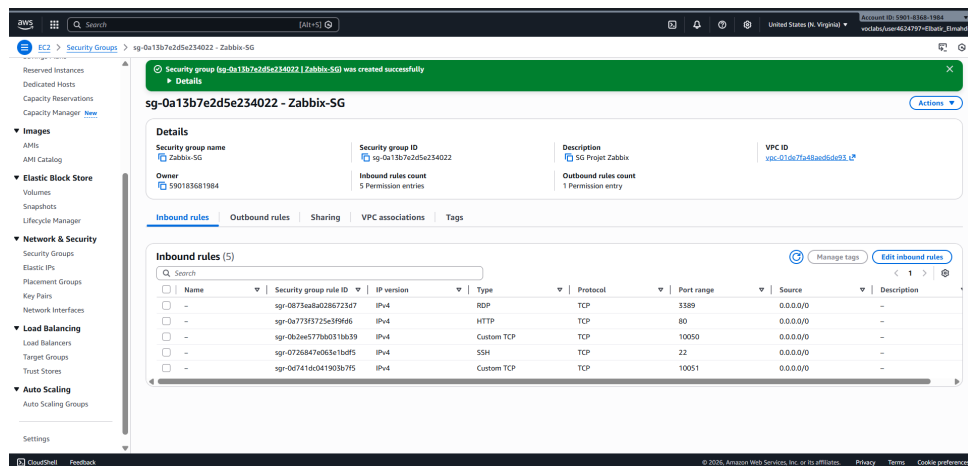 aws
Search [Alt+S]
United States (N. Virginia)
Account ID: 5901-8368-1984
voclabs/user4624797=Elbatir_Elmahd
EC2 > Security Groups > sg-0a13b7e2d5e234022 - Zabbix-SG
Reserved Instances
Dedicated Hosts
Capacity Reservations
Capacity Manager New
Images
AMIs
AMI Catalog
Elastic Block Store
Volumes
Snapshots
Lifecycle Manager
Network & Security
Security Groups
Elastic IPs
Placement Groups
Key Pairs
Network Interfaces
Load Balancing
Load Balancers
Target Groups
Trust Stores
Auto Scaling
Auto Scaling Groups
Settings
Security group (sg-0a13b7e2d5e234022 | Zabbix-SG) was created successfully
Details
sg-0a13b7e2d5e234022 - Zabbix-SG
Actions
Details
Security group name Security group ID Description VPC ID
Zabbix-SG sg-0a13b7e2d5e234022 SG Projet Zabbix vpc-01de7fa48aed6de93
Owner Inbound rules count Outbound rules count
590183681984 5 Permission entries 1 Permission entry
Inbound rules Outbound rules Sharing VPC associations Tags
Inbound rules (5) Manage tags Edit inbound rules
Search 1
Name Security group rule ID IP version Type Protocol Port range Source Description
– sgr-0873ea8a0286723d7 IPv4 RDP TCP 3389 0.0.0.0/0 –
– sgr-0a773f3725e3f9fd6 IPv4 HTTP TCP 80 0.0.0.0/0 –
– sgr-0b2ee577bb031bb39 IPv4 Custom TCP TCP 10050 0.0.0.0/0 –
– sgr-0726847e063e1bdf5 IPv4 SSH TCP 22 0.0.0.0/0 –
– sgr-0d741dc041903b7f5 IPv4 Custom TCP TCP 10051 0.0.0.0/0 –
CloudShell Feedback © 2026, Amazon Web Services, Inc. or its affiliates. Privacy Terms Cookie preferences